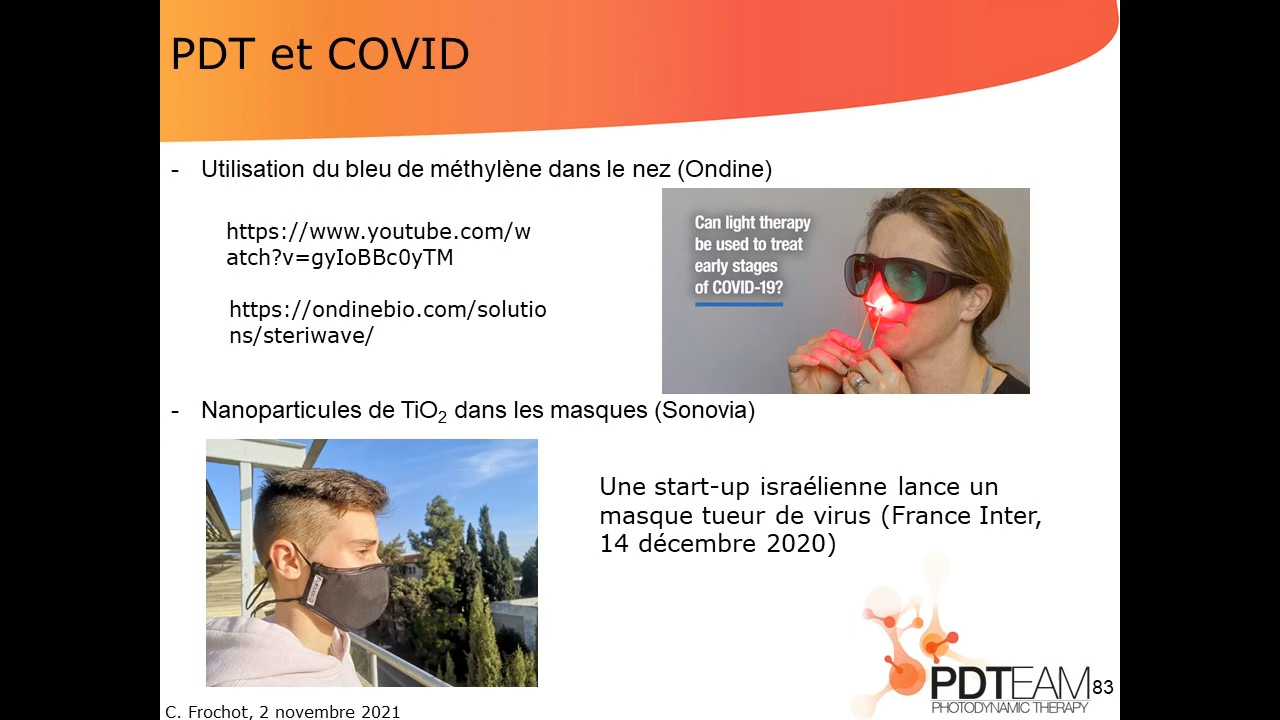 PDT et COVID
- Utilisation du bleu de méthylène dans le nez (Ondine)
https://www.youtube.com/w
atch?v=gyIoBBc0yTM
https://ondinebio.com/solutio
ns/steriwave/
Can light therapy
be used to treat
early stages
of COVID-19?
- Nanoparticules de TiO₂ dans les masques (Sonovia)
Une start-up israélienne lance un
masque tueur de virus (France Inter,
14 décembre 2020)
PDTEAM
PHOTODYNAMIC THERAPY
83
C. Frochot, 2 novembre 2021